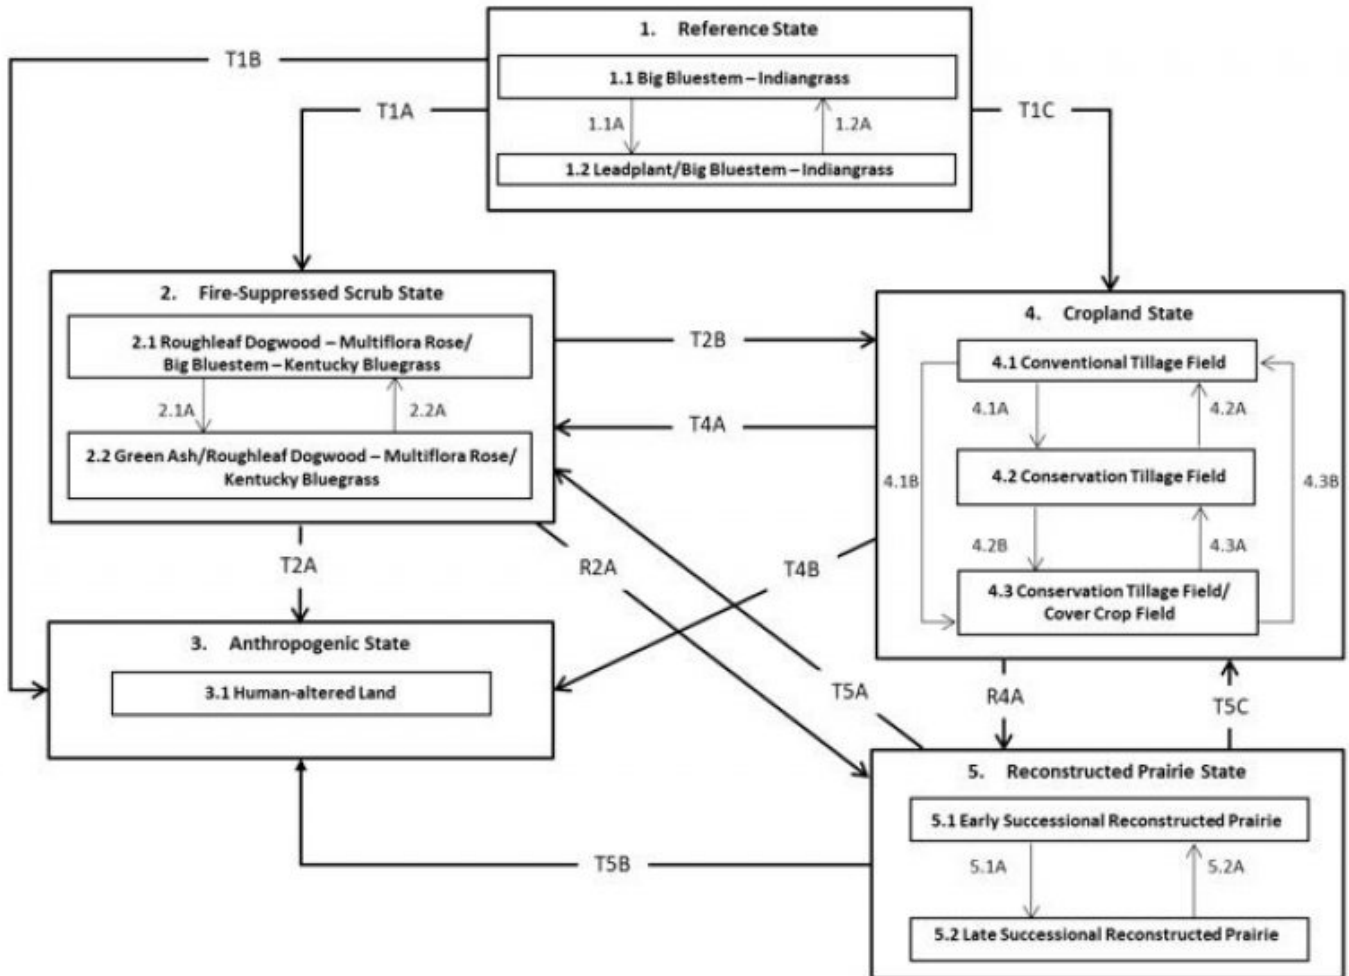 1. Reference State
1.1 Big Bluestem – Indiangrass
1.1A
1.2A
1.2 Leadplant/Big Bluestem – Indiangrass
T1B
T1A
T1C
2. Fire-Suppressed Scrub State
2.1 Roughleaf Dogwood – Multiflora Rose/
Big Bluestem – Kentucky Bluegrass
2.1A
2.2A
2.2 Green Ash/Roughleaf Dogwood – Multiflora Rose/
Kentucky Bluegrass
T2B
T4A
4. Cropland State
4.1 Conventional Tillage Field
4.1A
4.2A
4.2 Conservation Tillage Field
4.1B
4.3B
4.2B
4.3A
4.3 Conservation Tillage Field/
Cover Crop Field
T2A
R2A
T4B
3. Anthropogenic State
3.1 Human-altered Land
T5A
R4A
T5C
5. Reconstructed Prairie State
5.1 Early Successional Reconstructed Prairie
5.1A
5.2A
5.2 Late Successional Reconstructed Prairie
T5B